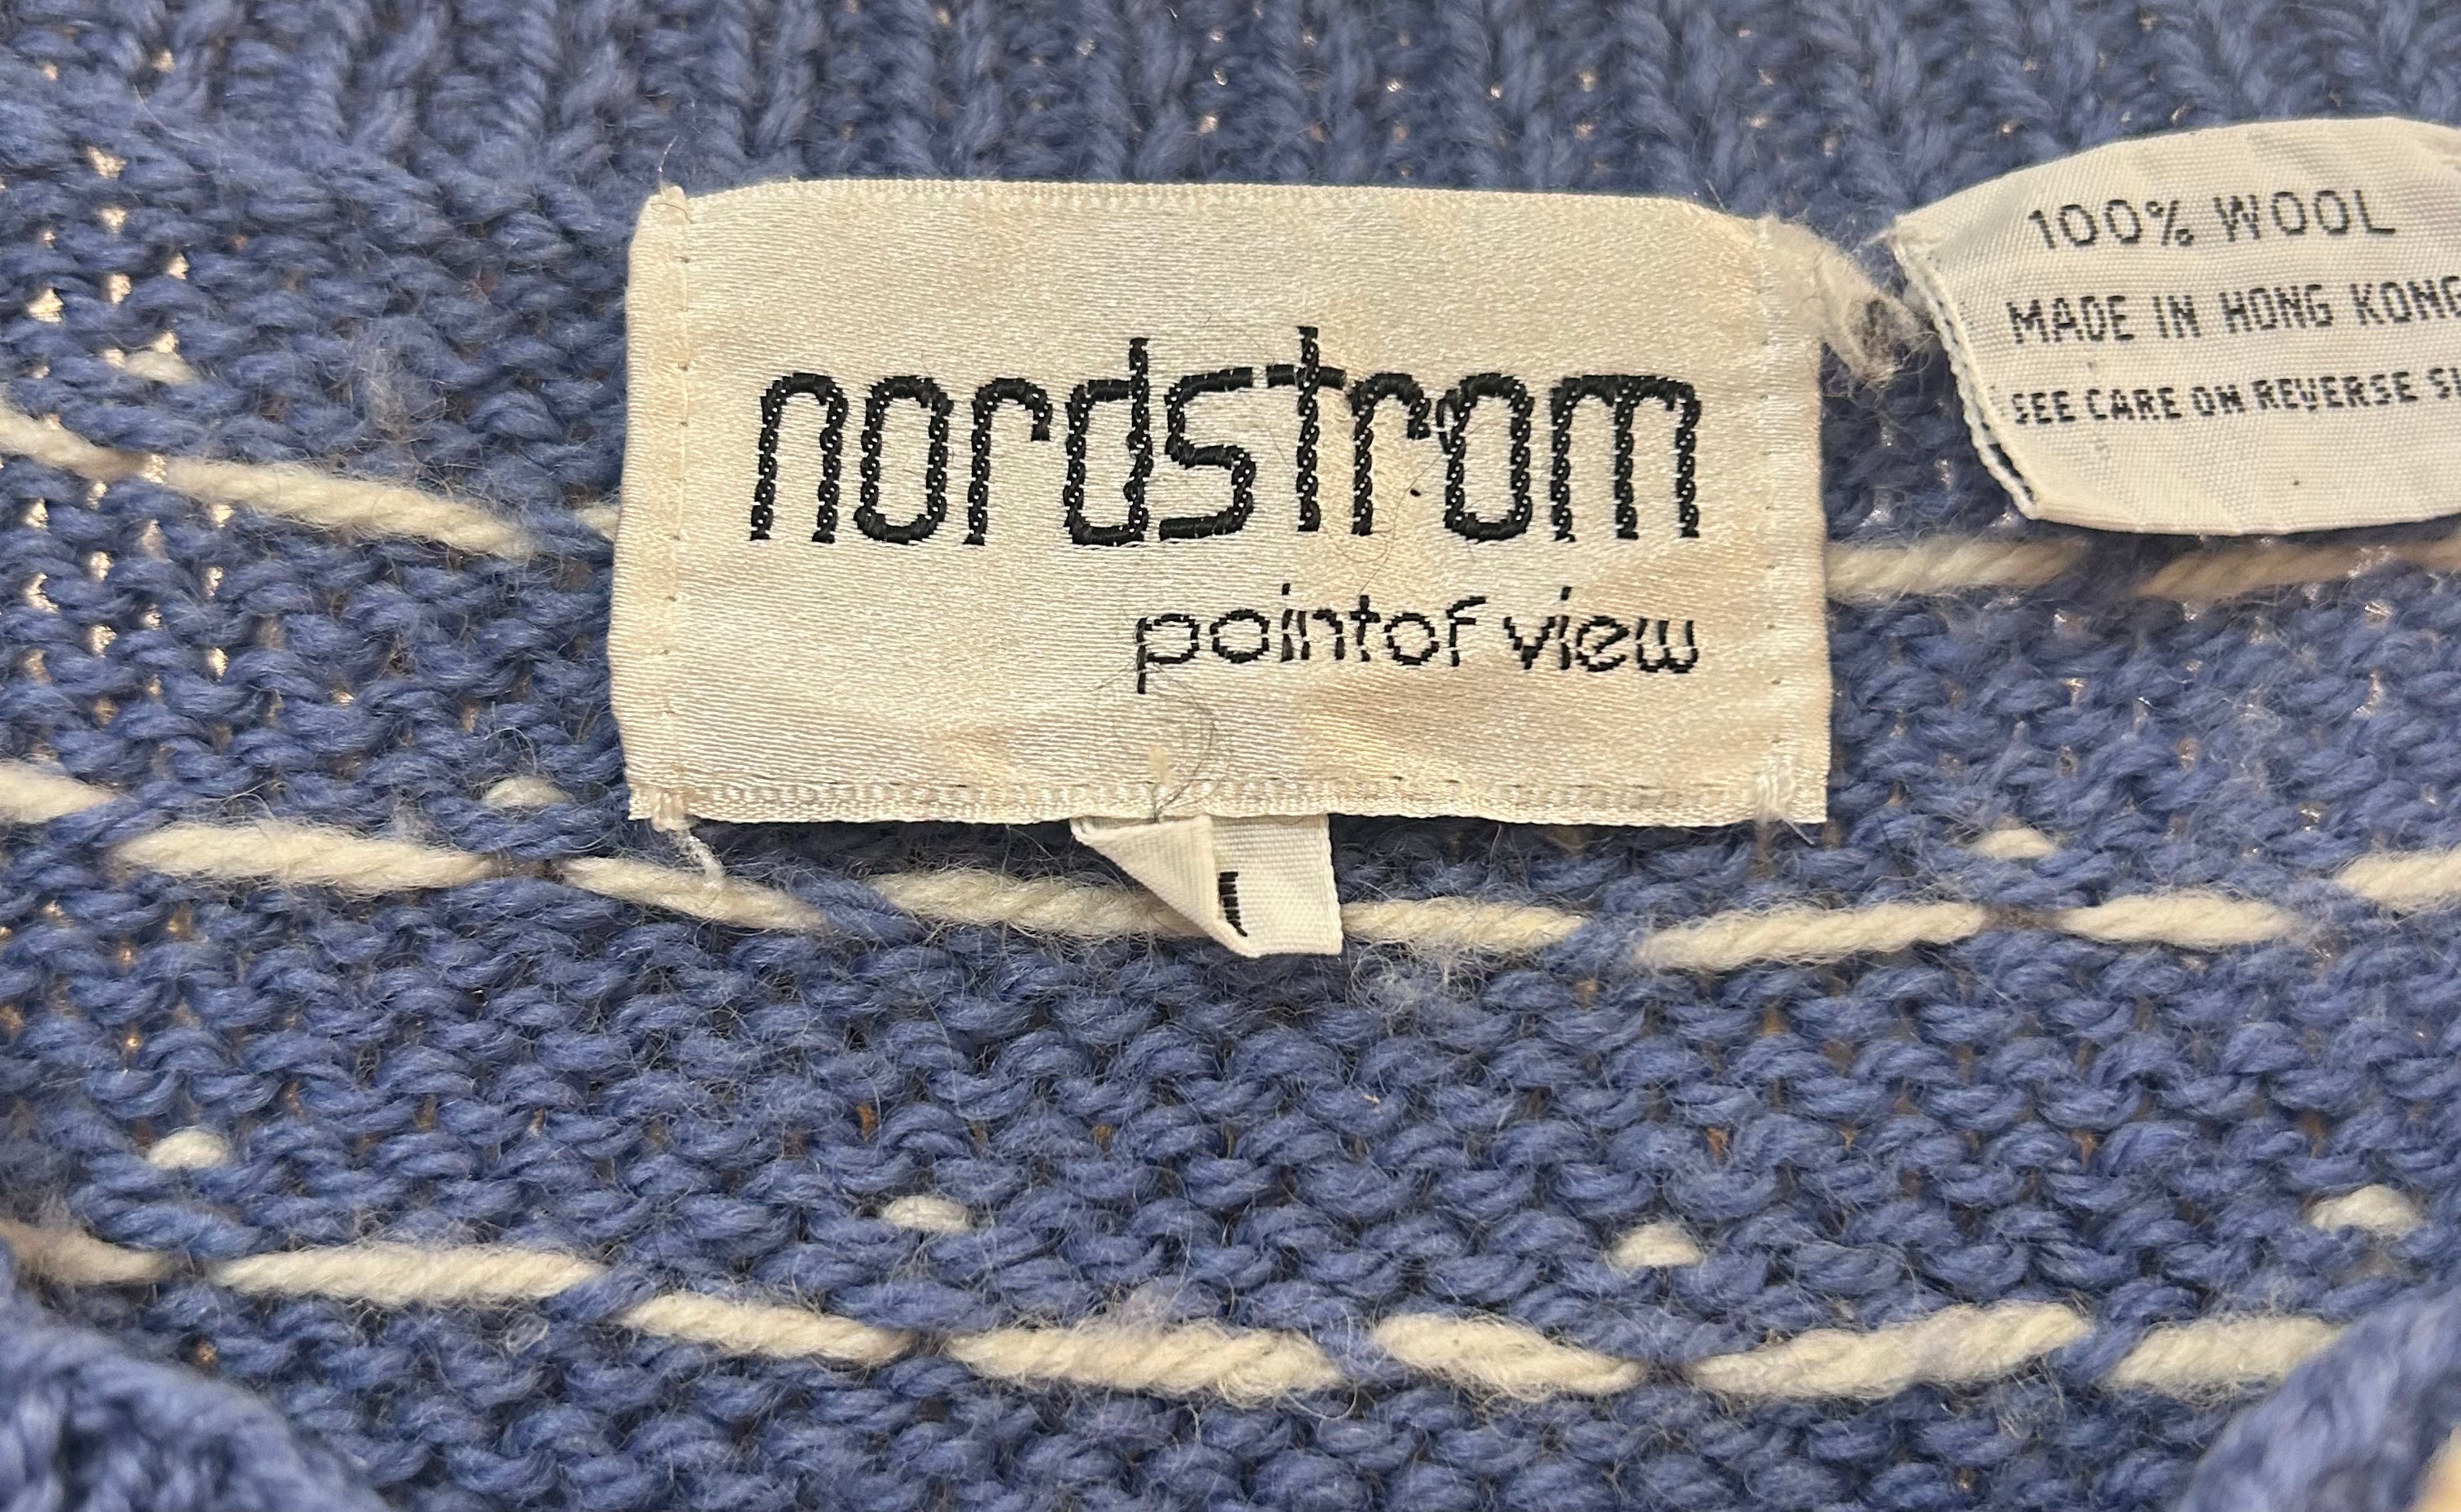 nordstrom
pointof view
100% WOOL
MADE IN HONG KONG
SEE CARE ON REVERSE